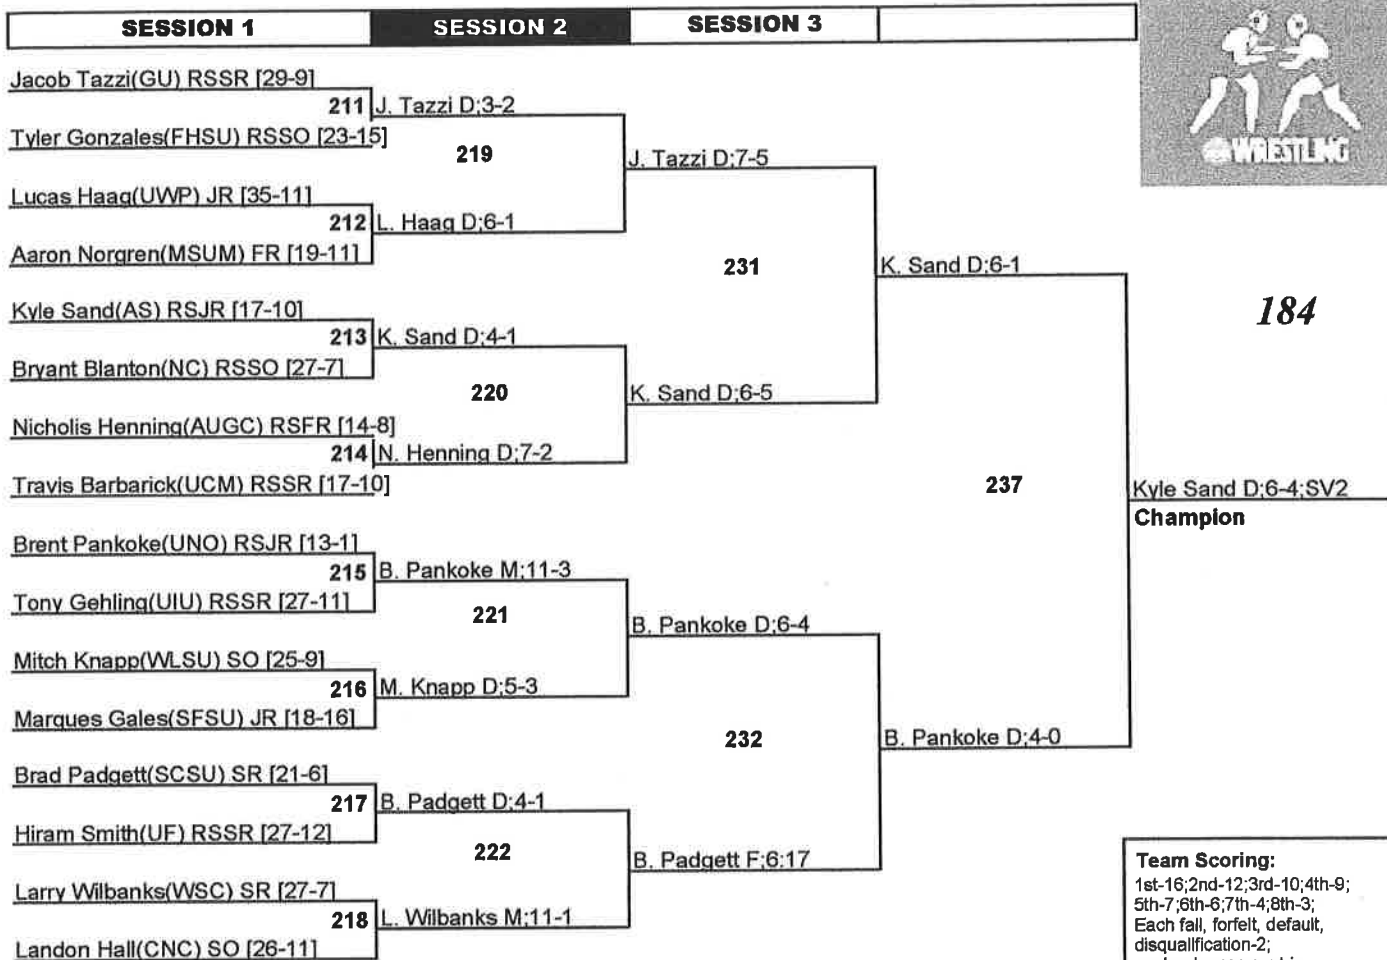 SESSION 1 SESSION 2 SESSION 3
WRESTLING
184
Jacob Tazzi(GU) RSSR [29-9]
211 J. Tazzi D;3-2
Tyler Gonzales(FHSU) RSSO [23-15]
219
J. Tazzi D;7-5
Lucas Haag(UWP) JR [35-11]
212 L. Haag D;6-1
Aaron Norgren(MSUM) FR [19-11]
231
K. Sand D;6-1
Kyle Sand(AS) RSJR [17-10]
213 K. Sand D;4-1
Bryant Blanton(NC) RSSO [27-7]
220
K. Sand D;6-5
Nicholis Henning(AUGC) RSFR [14-8]
214 N. Henning D;7-2
Travis Barbarick(UCM) RSSR [17-10]
237
Kyle Sand D;6-4;SV2
Champion
Brent Pankoke(UNO) RSJR [13-1]
215 B. Pankoke M;11-3
Tony Gehling(UIU) RSSR [27-11]
221
B. Pankoke D;6-4
Mitch Knapp(WLSU) SO [25-9]
216 M. Knapp D;5-3
Marques Gales(SFSU) JR [18-16]
232
B. Pankoke D;4-0
Brad Padgett(SCSU) SR [21-6]
217 B. Padgett D;4-1
Hiram Smith(UF) RSSR [27-12]
222
B. Padgett F;6:17
Larry Wilbanks(WSC) SR [27-7]
218 L. Wilbanks M;11-1
Landon Hall(CNC) SO [26-11]
Team Scoring:
1st-16;2nd-12;3rd-10;4th-9;
5th-7;6th-6;7th-4;8th-3;
Each fall, forfeit, default,
disqualification-2;